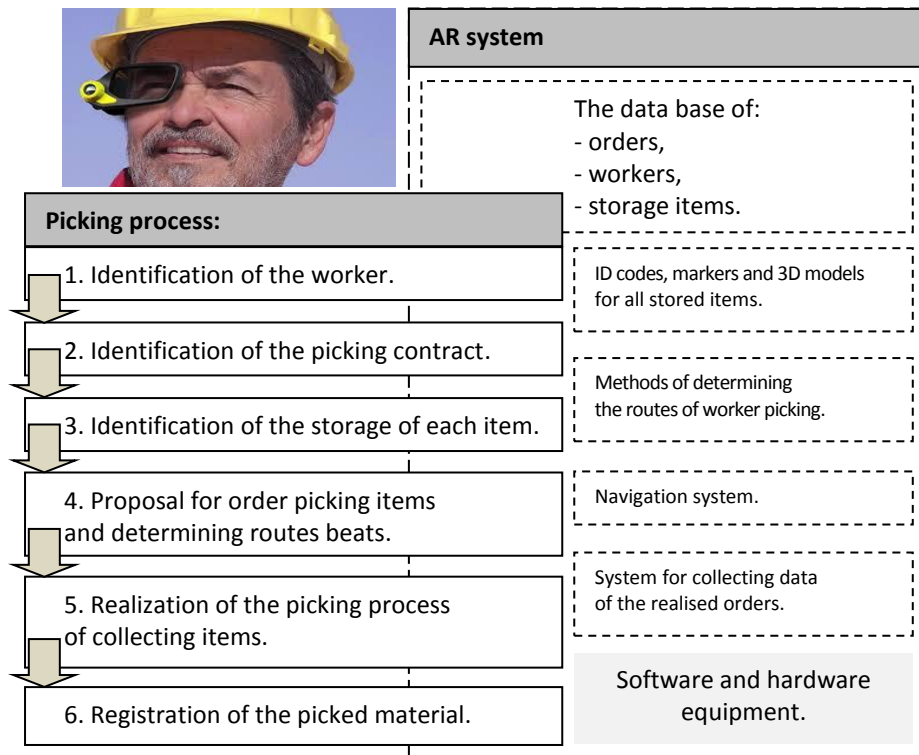 AR system
The data base of:
- orders,
- workers,
- storage items.
Picking process:
1. Identification of the worker.
2. Identification of the picking contract.
3. Identification of the storage of each item.
4. Proposal for order picking items
and determining routes beats.
5. Realization of the picking process
of collecting items.
6. Registration of the picked material.
ID codes, markers and 3D models
for all stored items.
Methods of determining
the routes of worker picking.
Navigation system.
System for collecting data
of the realised orders.
Software and hardware
equipment.